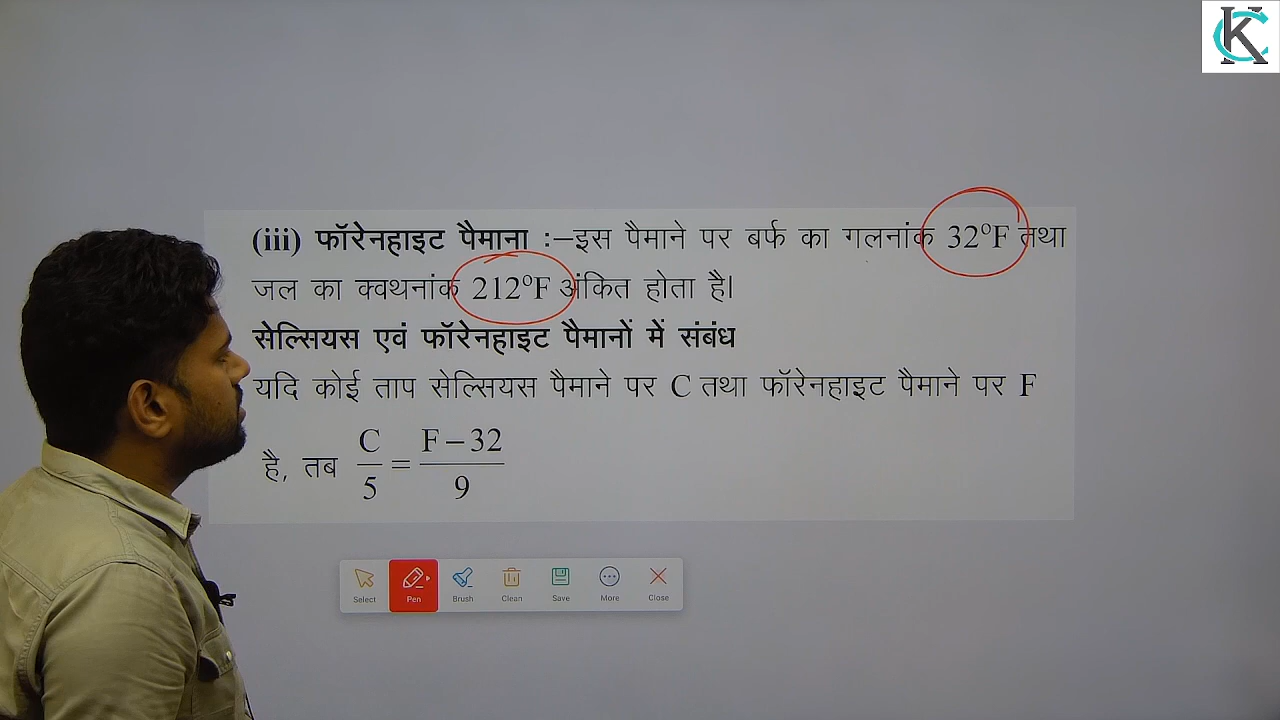 (iii) फॉरेनहाइट पैमाना :–इस पैमाने पर बर्फ का गलनांक 32°F तथा
जल का क्वथनांक 212°F अंकित होता है।
सेल्सियस एवं फॉरेनहाइट पैमानों में संबंध
यदि कोई ताप सेल्सियस पैमाने पर C तथा फॉरेनहाइट पैमाने पर F
है, तब C/5 = F–32/9
Select Pen Brush Clean Save More Close
KC